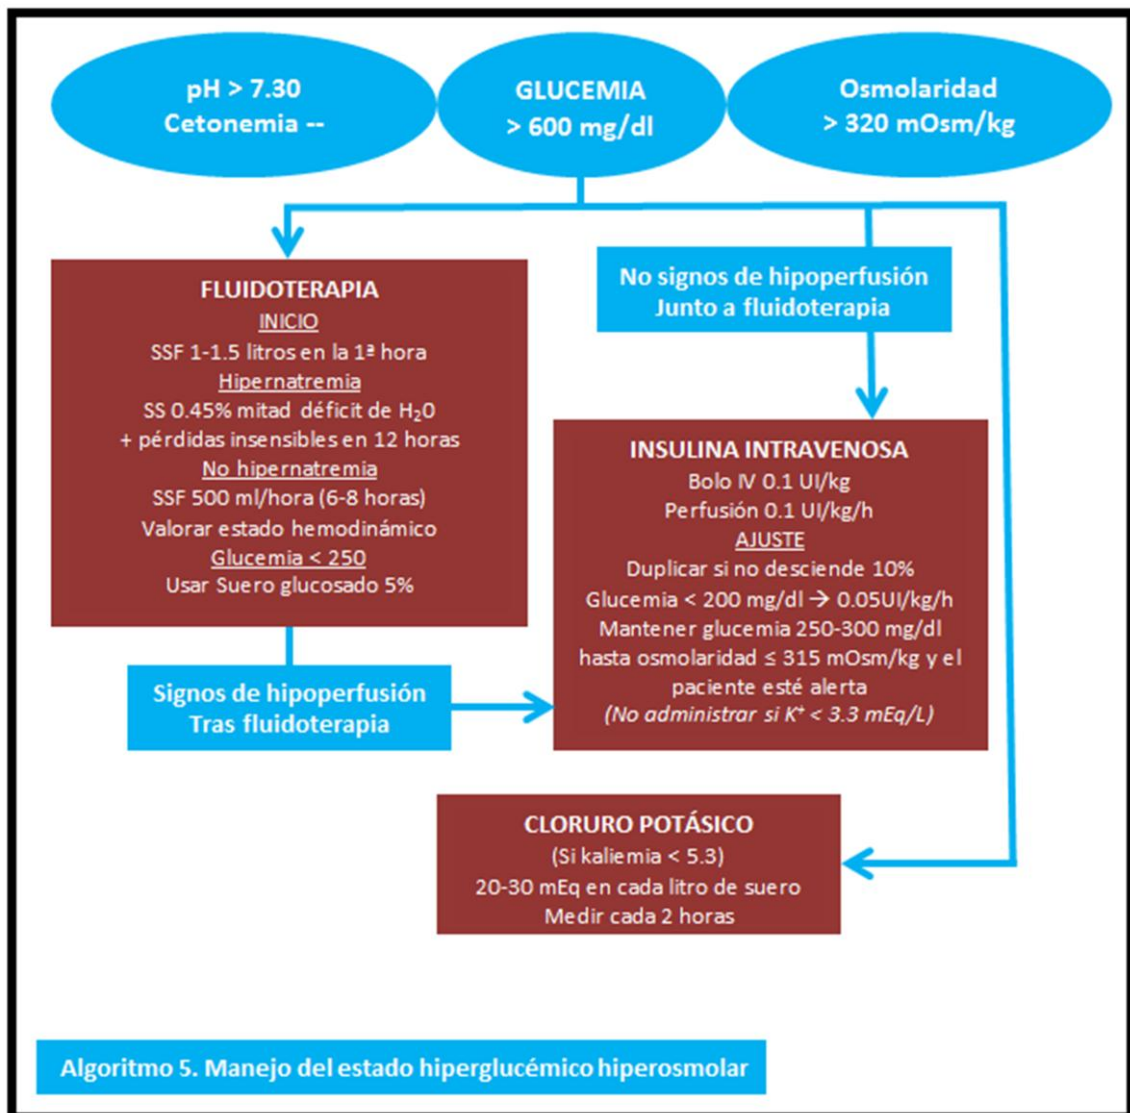 pH > 7.30
Cetonemia --
GLUCEMIA
> 600 mg/dl
Osmolaridad
> 320 mOsm/kg
FLUIDOTERAPIA
INICIO
SSF 1-1.5 litros en la 1ª hora
Hipernatremia
SS 0.45% mitad déficit de H₂0
+ pérdidas insensibles en 12 horas
No hipernatremia
SSF 500 ml/hora (6-8 horas)
Valorar estado hemodinámico
Glucemia < 250
Usar Suero glucosado 5%
No signos de hipoperfusión
Junto a fluidoterapia
INSULINA INTRAVENOSA
Bolo IV 0.1 UI/kg
Perfusión 0.1 UI/kg/h
AJUSTE
Duplicar si no desciende 10%
Glucemia < 200 mg/dl → 0.05UI/kg/h
Mantener glucemia 250-300 mg/dl
hasta osmolaridad ≤ 315 mOsm/kg y el
paciente esté alerta
(No administrar si K⁺ < 3.3 mEq/L)
Signos de hipoperfusión
Tras fluidoterapia
CLORURO POTÁSICO
(Si kaliemia < 5.3)
20-30 mEq en cada litro de suero
Medir cada 2 horas
Algoritmo 5. Manejo del estado hiperglucémico hiperosmolar